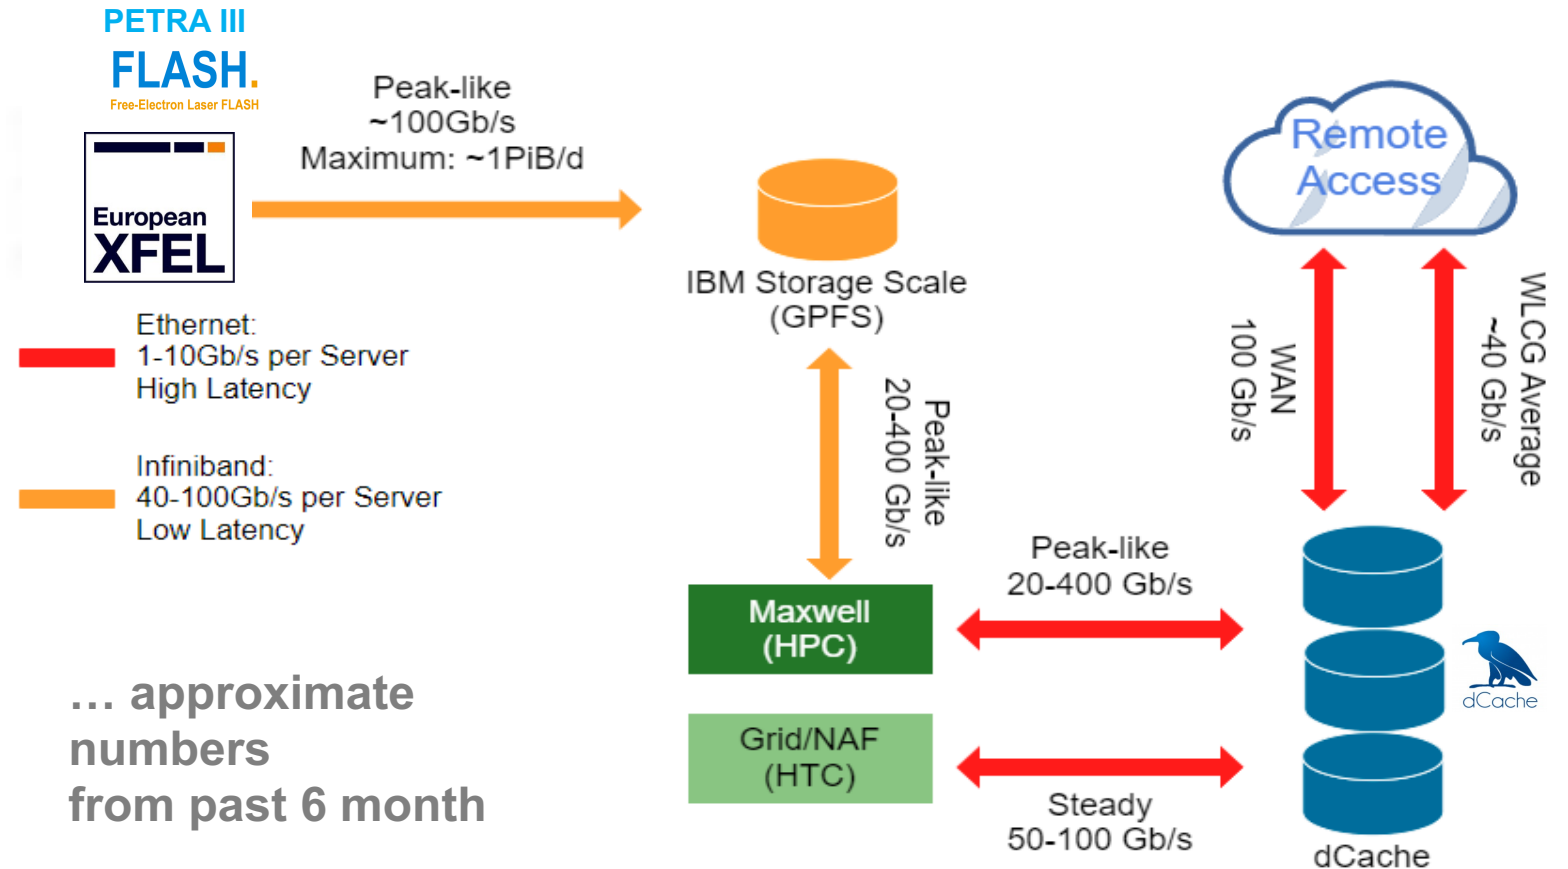 PETRA III
FLASH.
Free-Electron Laser FLASH
European
XFEL
Peak-like
~100Gb/s
Maximum: ~1PiB/d
IBM Storage Scale
(GPFS)
Remote
Access
Ethernet:
1-10Gb/s per Server
High Latency
Infiniband:
40-100Gb/s per Server
Low Latency
Peak-like
20-400 Gb/s
WAN
100 Gb/s
WLCG Average
~40 Gb/s
Maxwell
(HPC)
Peak-like
20-400 Gb/s
Grid/NAF
(HTC)
Steady
50-100 Gb/s
dCache
dCache
... approximate
numbers
from past 6 month